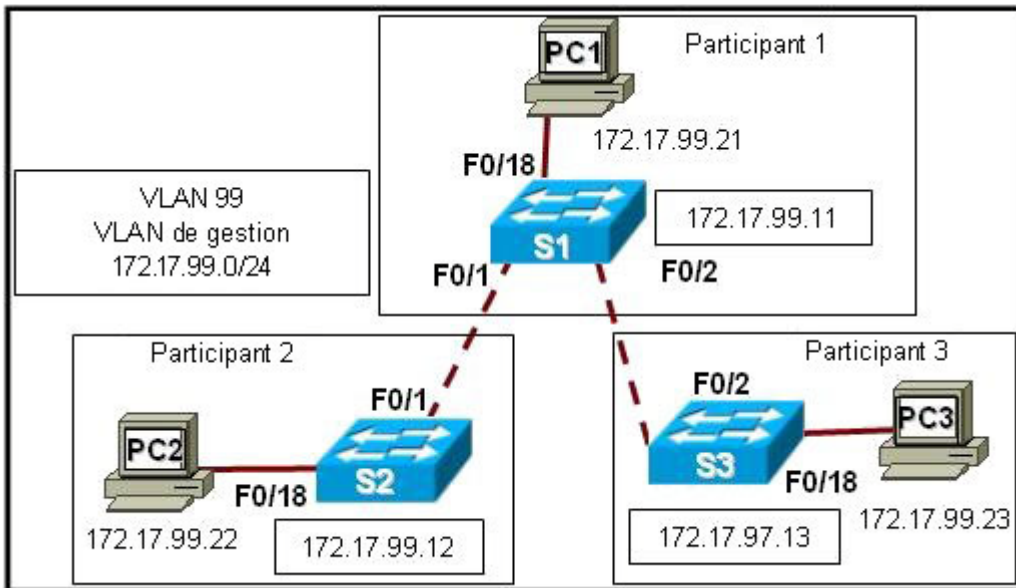 Participant 1
PC1
172.17.99.21
F0/18
VLAN 99
VLAN de gestion
172.17.99.0/24
172.17.99.11
S1
F0/1
F0/2
Participant 2
F0/1
PC2
S2
F0/18
172.17.99.22
172.17.99.12
Participant 3
F0/2
PC3
S3
F0/18
172.17.97.13
172.17.99.23